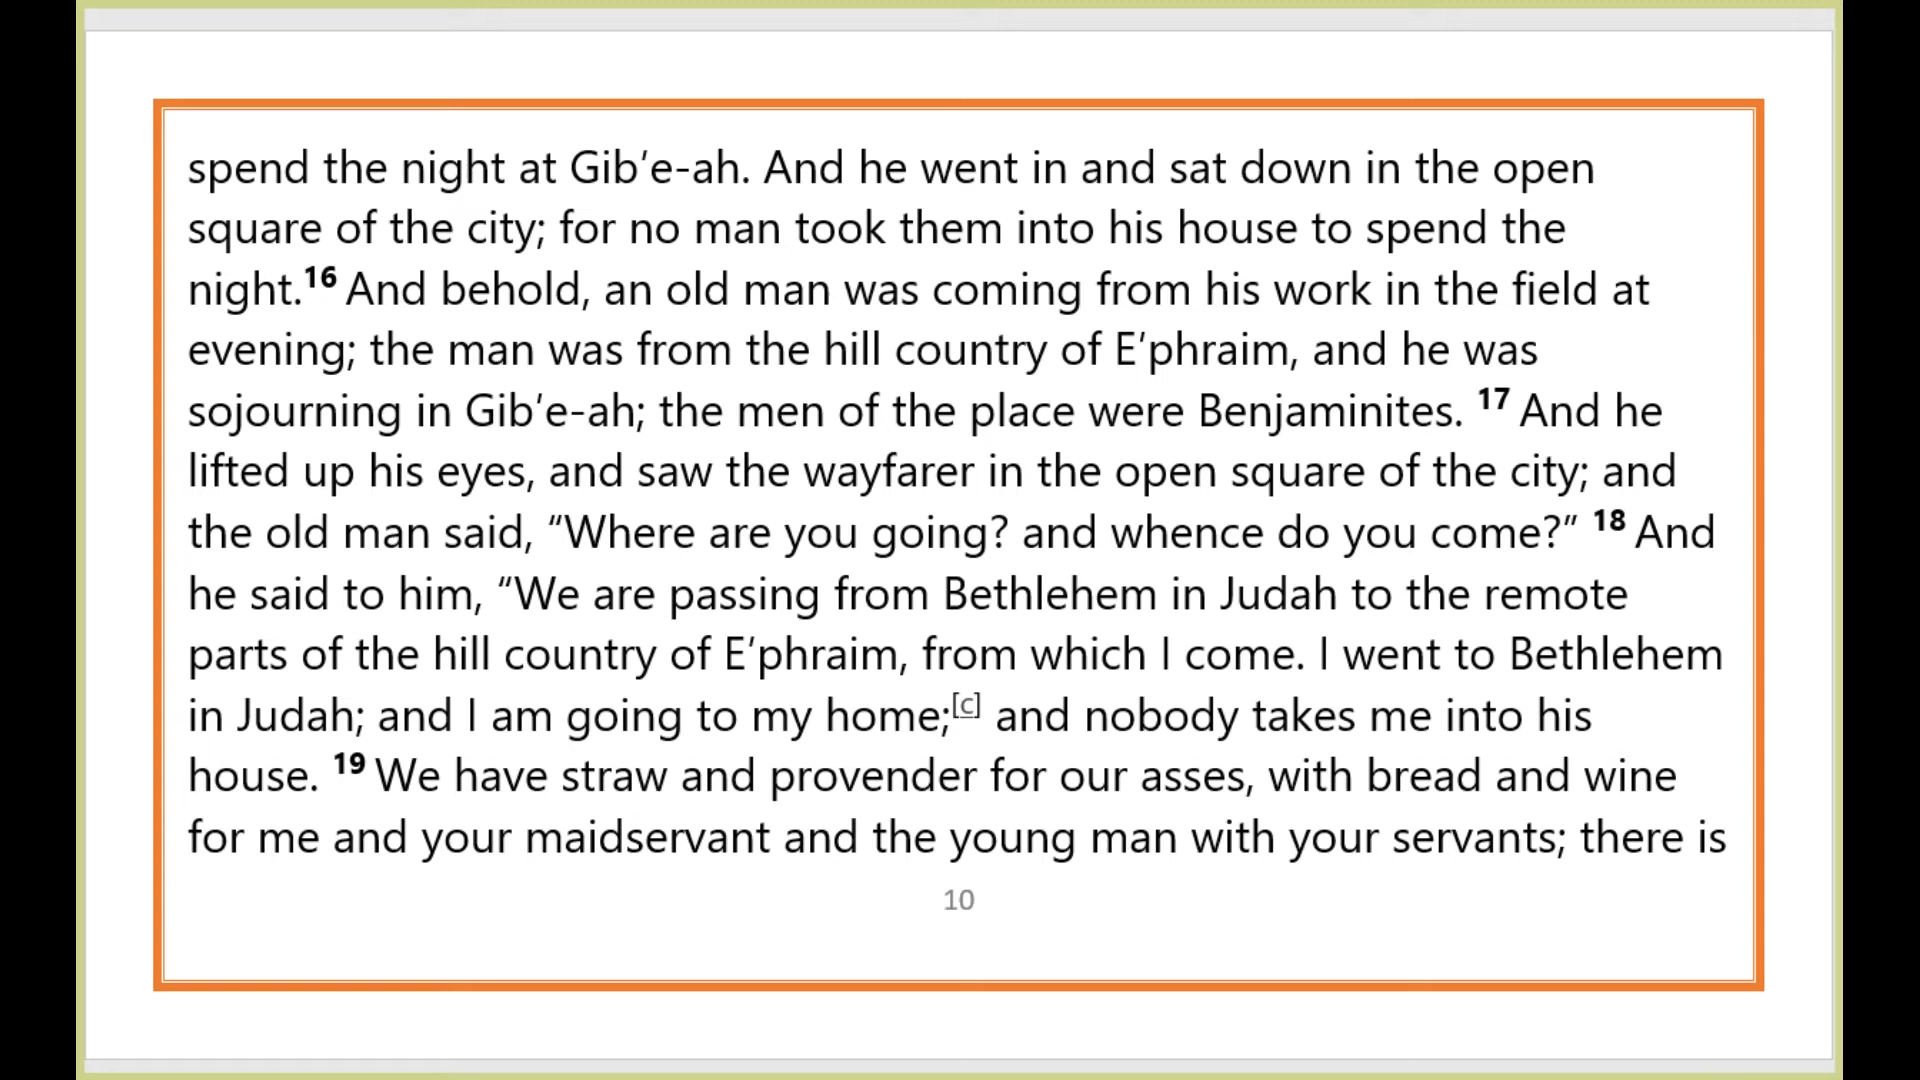 spend the night at Gib′e-ah. And he went in and sat down in the open
square of the city; for no man took them into his house to spend the
night.16 And behold, an old man was coming from his work in the field at
evening; the man was from the hill country of E′phraim, and he was
sojourning in Gib′e-ah; the men of the place were Benjaminites. 17 And he
lifted up his eyes, and saw the wayfarer in the open square of the city; and
the old man said, “Where are you going? and whence do you come?” 18 And
he said to him, “We are passing from Bethlehem in Judah to the remote
parts of the hill country of E′phraim, from which I come. I went to Bethlehem
in Judah; and I am going to my home;[c] and nobody takes me into his
house. 19 We have straw and provender for our asses, with bread and wine
for me and your maidservant and the young man with your servants; there is
10